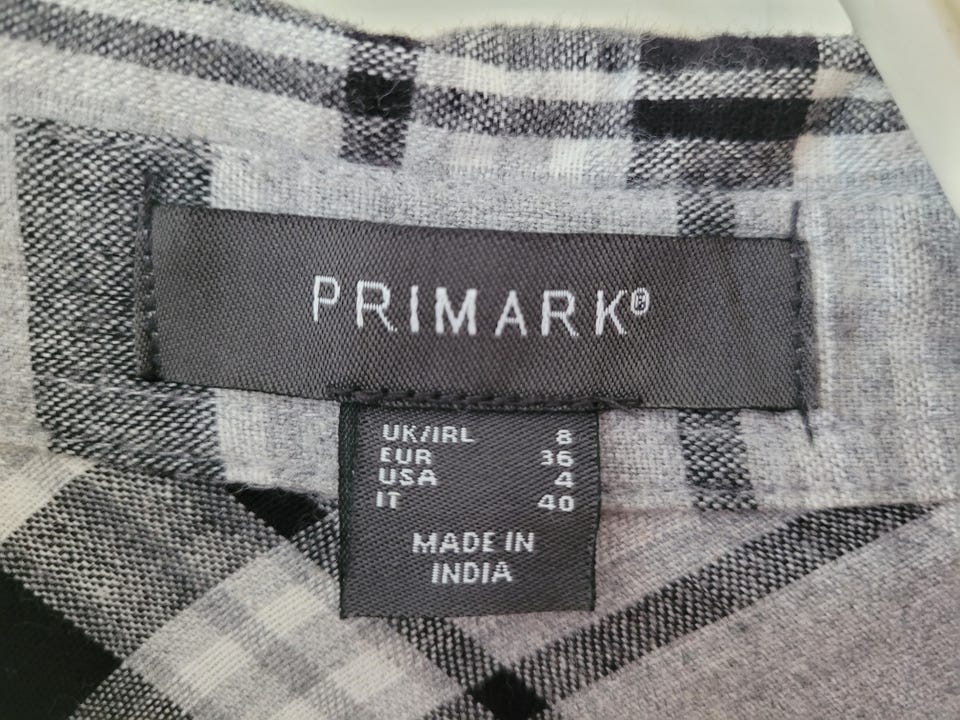 PRIMARK®
UK/IRL 8
EUR 36
USA 4
IT 40
MADE IN
INDIA